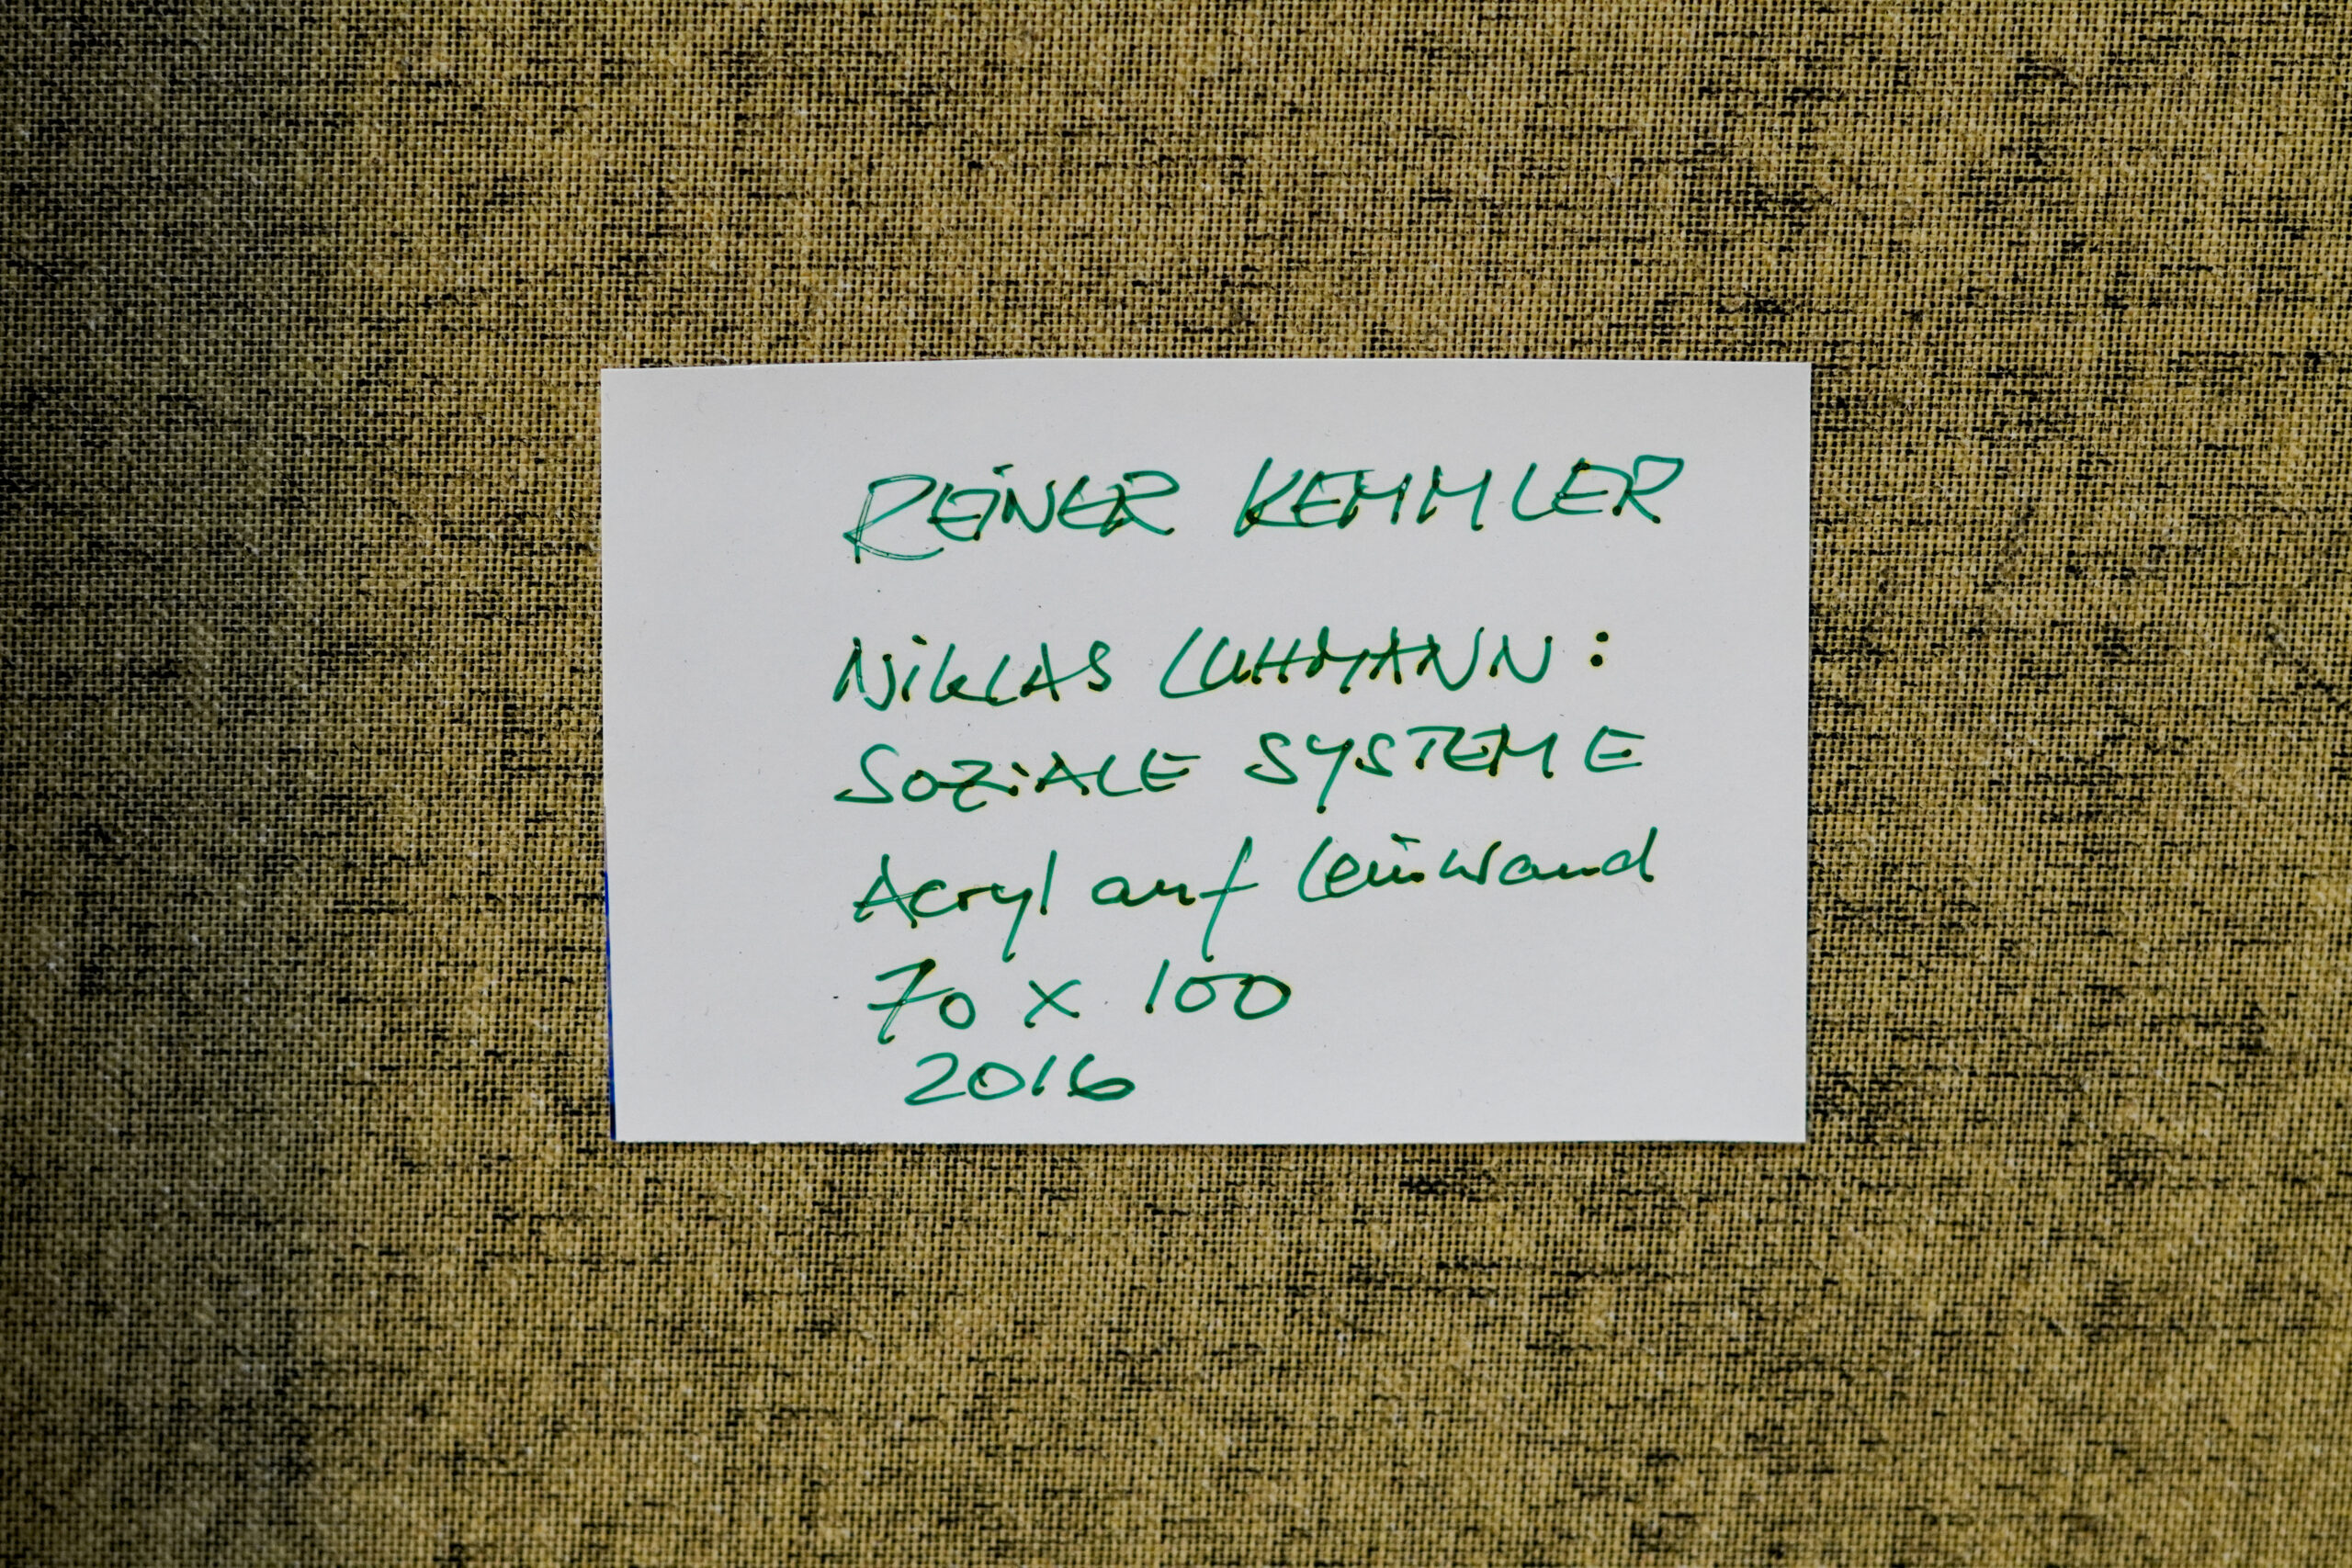 REINER KEMMLER
NIKLAS LUHMANN:
SOZIALE SYSTEME
Acryl auf Leinwand
70 x 100
2016